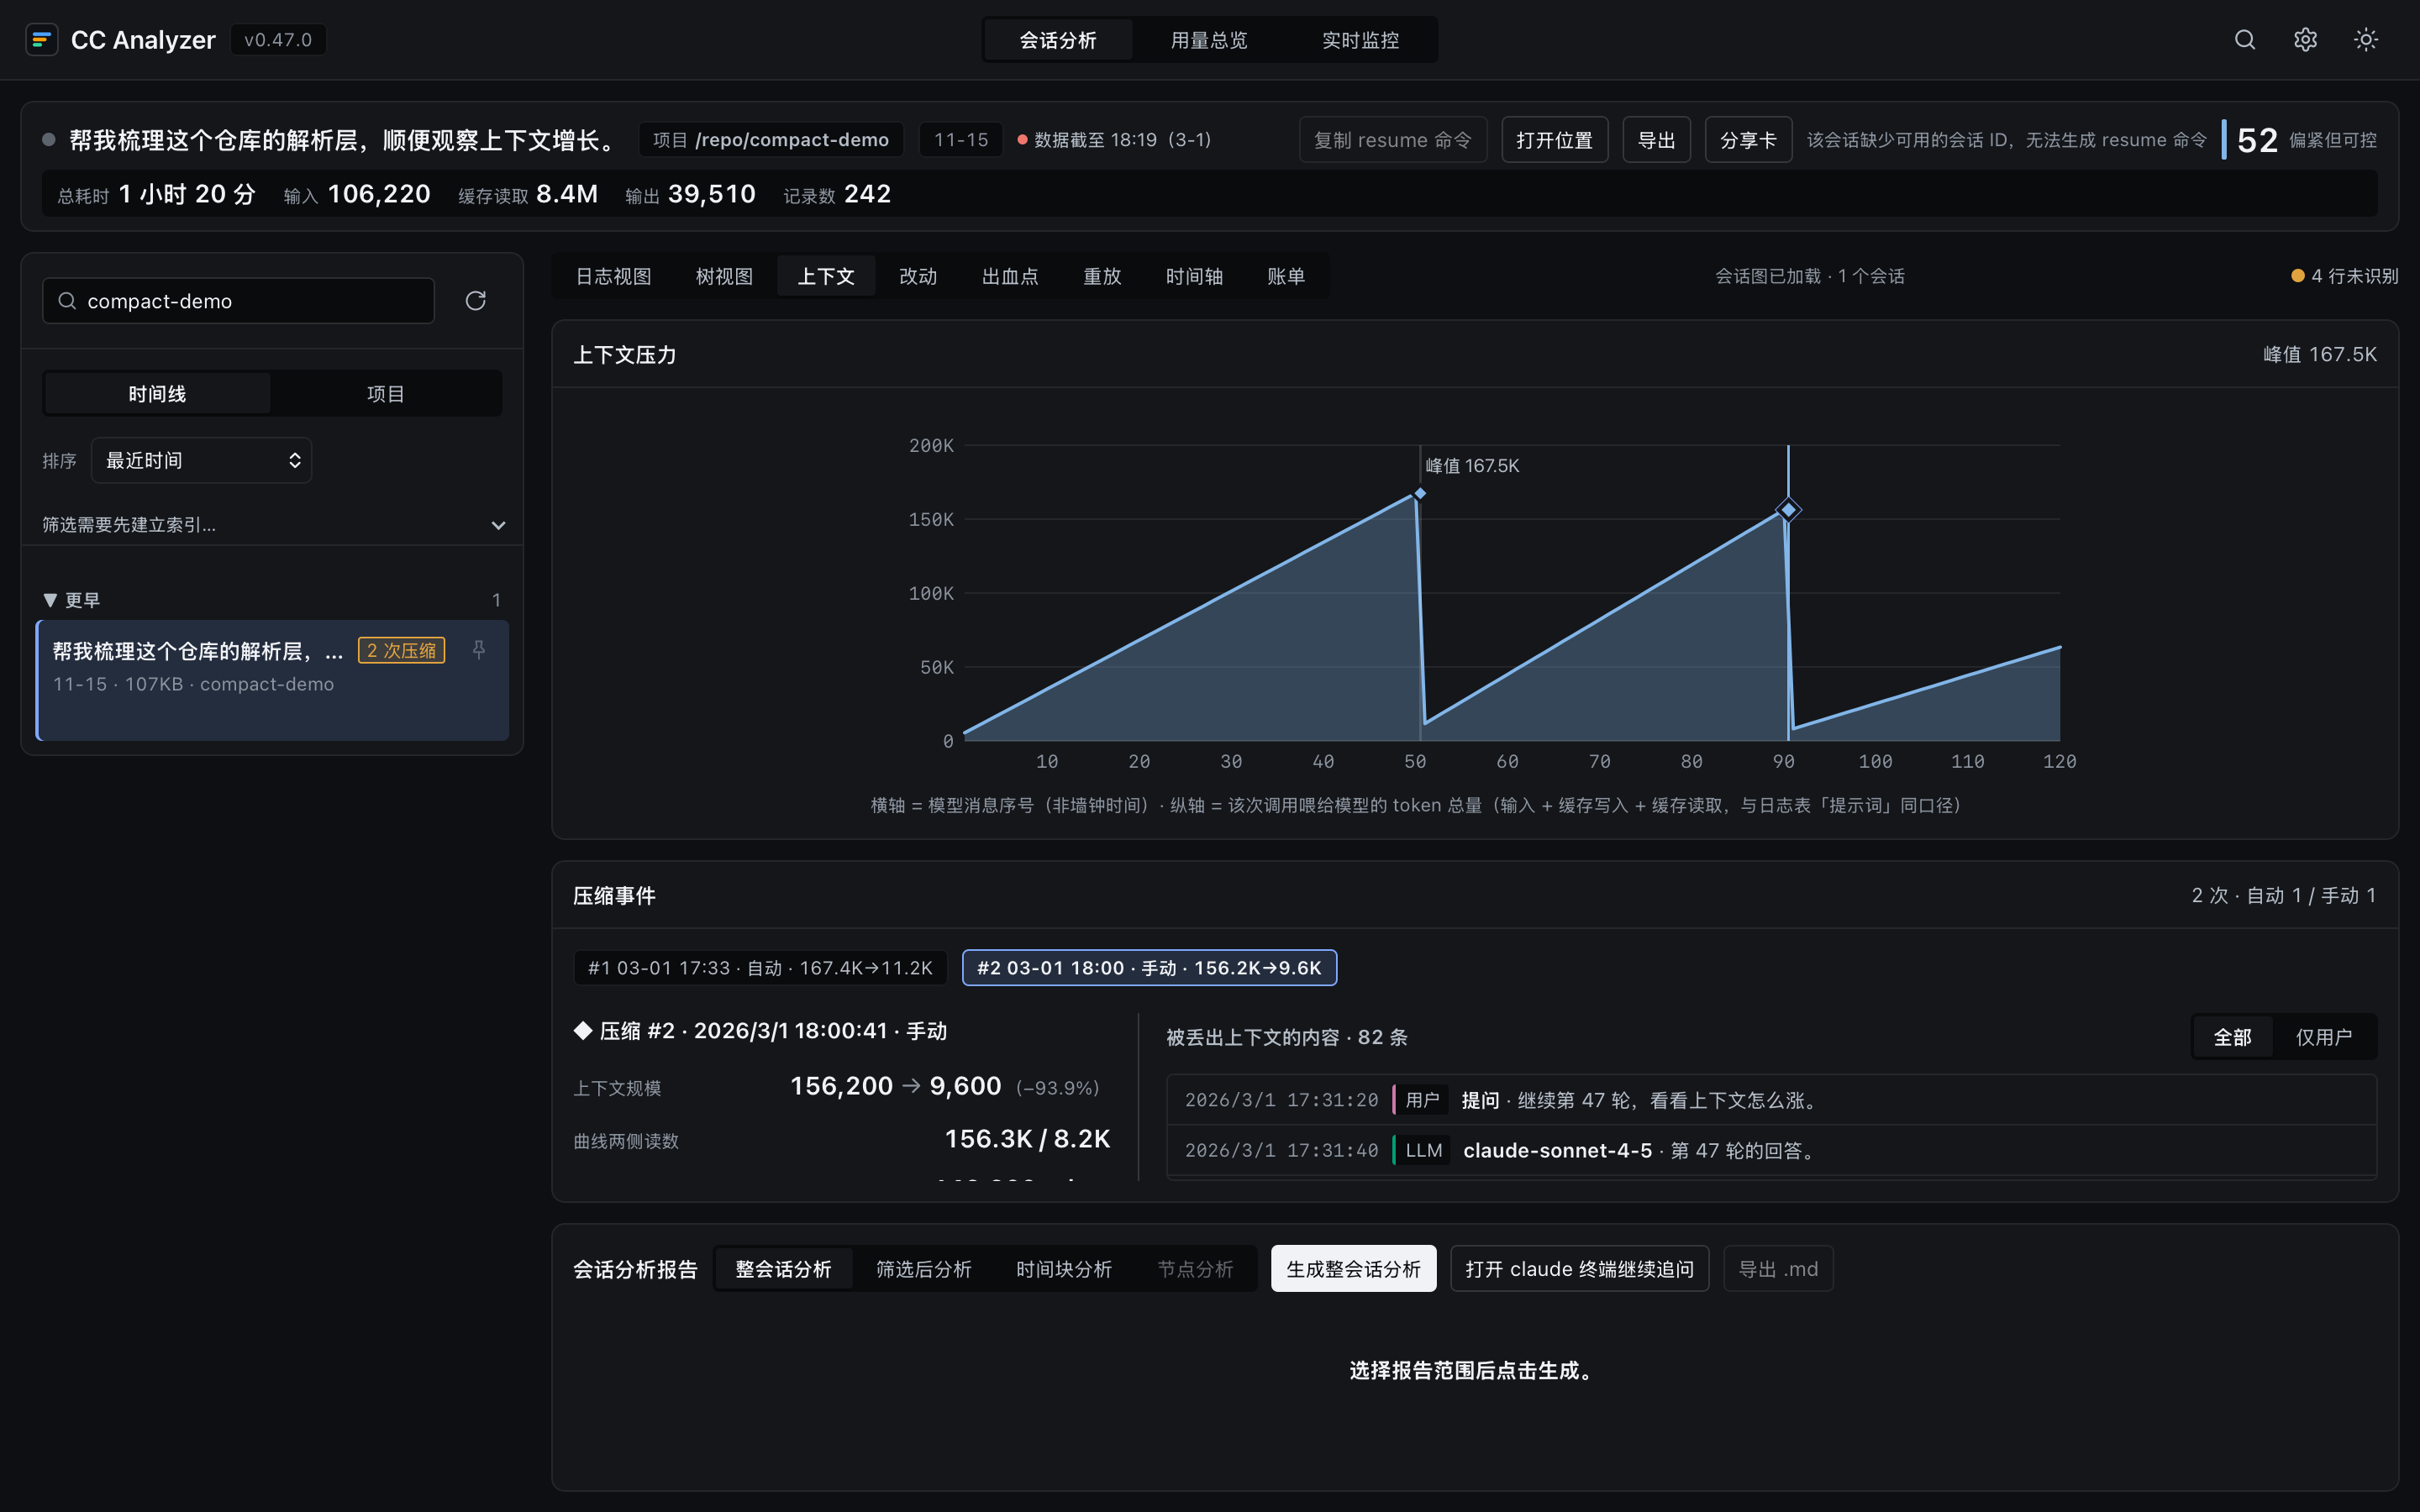 CC Analyzer v0.47.0 会话分析 用量总览 实时监控
帮我梳理这个仓库的解析层，顺便观察上下文增长。 项目 /repo/compact-demo 11-15 数据截至 18:19（3-1） 复制 resume 命令 打开位置 导出 分享卡 该会话缺少可用的会话 ID，无法生成 resume 命令 52 偏紧但可控
总耗时 1 小时 20 分 输入 106,220 缓存读取 8.4M 输出 39,510 记录数 242
compact-demo
时间线 项目
排序 最近时间
筛选需要先建立索引...
▼ 更早 1
帮我梳理这个仓库的解析层，... 2 次压缩
11-15 · 107KB · compact-demo
日志视图 树视图 上下文 改动 出血点 重放 时间轴 账单 会话图已加载 · 1 个会话 4 行未识别
上下文压力 峰值 167.5K
200K
峰值 167.5K
150K
100K
50K
0
10 20 30 40 50 60 70 80 90 100 110 120
横轴 = 模型消息序号（非墙钟时间）· 纵轴 = 该次调用喂给模型的 token 总量（输入 + 缓存写入 + 缓存读取，与日志表「提示词」同口径）
压缩事件 2 次 · 自动 1 / 手动 1
#1 03-01 17:33 · 自动 · 167.4K→11.2K #2 03-01 18:00 · 手动 · 156.2K→9.6K
◆ 压缩 #2 · 2026/3/1 18:00:41 · 手动
上下文规模 156,200 → 9,600 (−93.9%)
曲线两侧读数 156.3K / 8.2K
被丢出上下文的内容 · 82 条 全部 仅用户
2026/3/1 17:31:20 用户 提问 · 继续第 47 轮，看看上下文怎么涨。
2026/3/1 17:31:40 LLM claude-sonnet-4-5 · 第 47 轮的回答。
会话分析报告 整会话分析 筛选后分析 时间块分析 节点分析 生成整会话分析 打开 claude 终端继续追问 导出 .md
选择报告范围后点击生成。